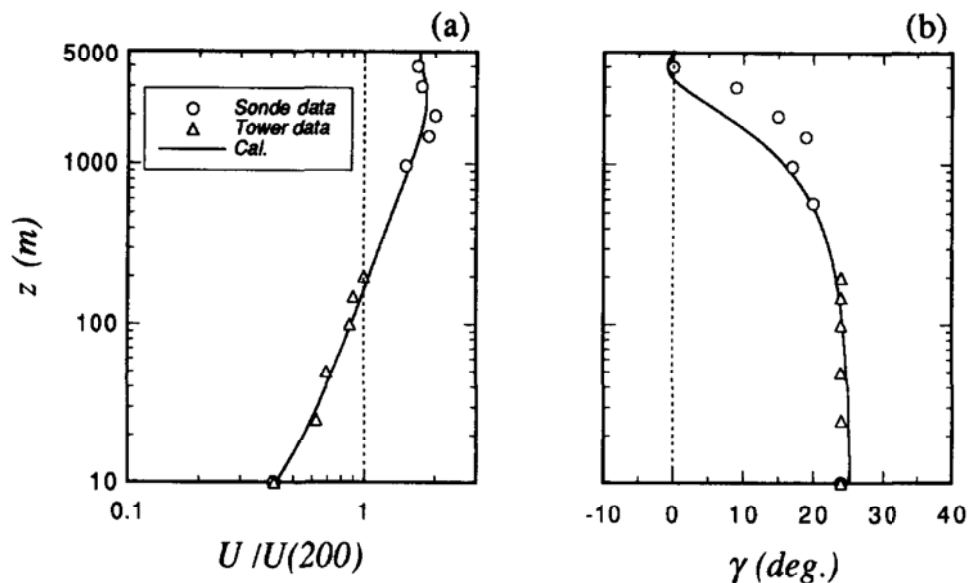 (a)
(b)
5000
1000
100
10
z (m)
Sonde data
Tower data
Cal.
0.1
1
U /U(200)
-10
0
10
20
30
40
γ (deg.)